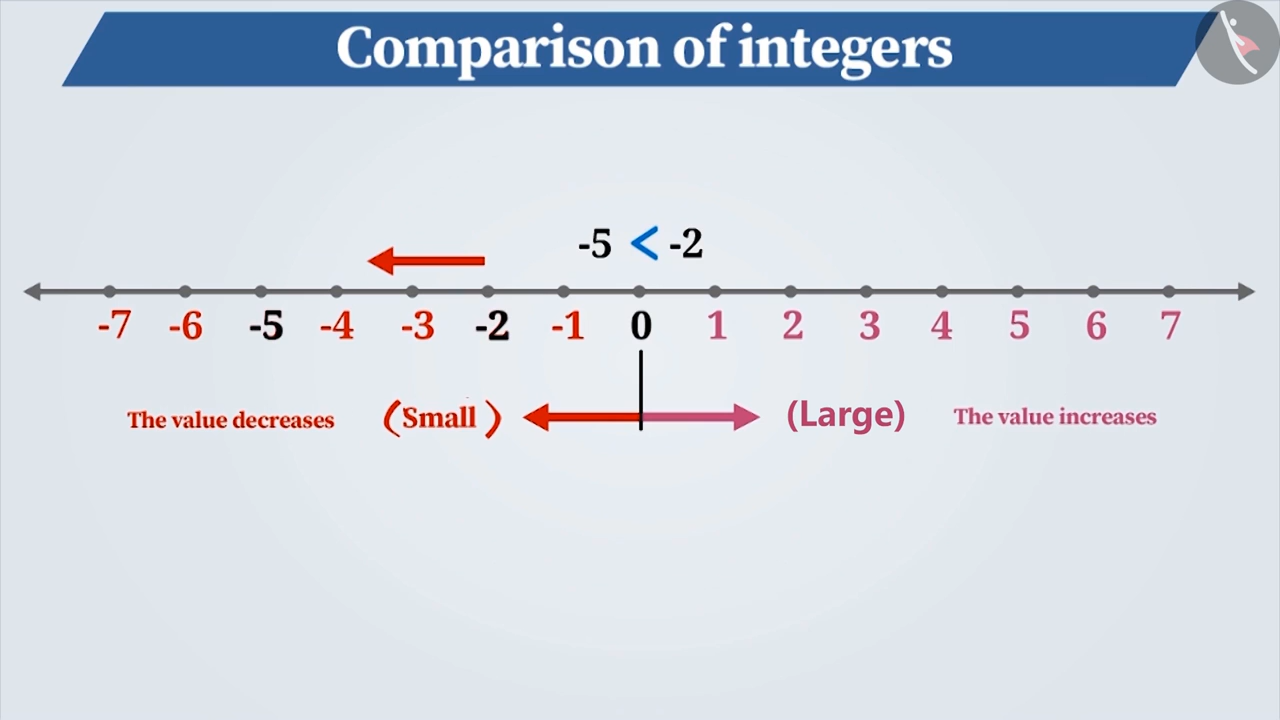 Comparison of integers
-5 < -2
-7 -6 -5 -4 -3 -2 -1 0 1 2 3 4 5 6 7
The value decreases (Small) (Large) The value increases